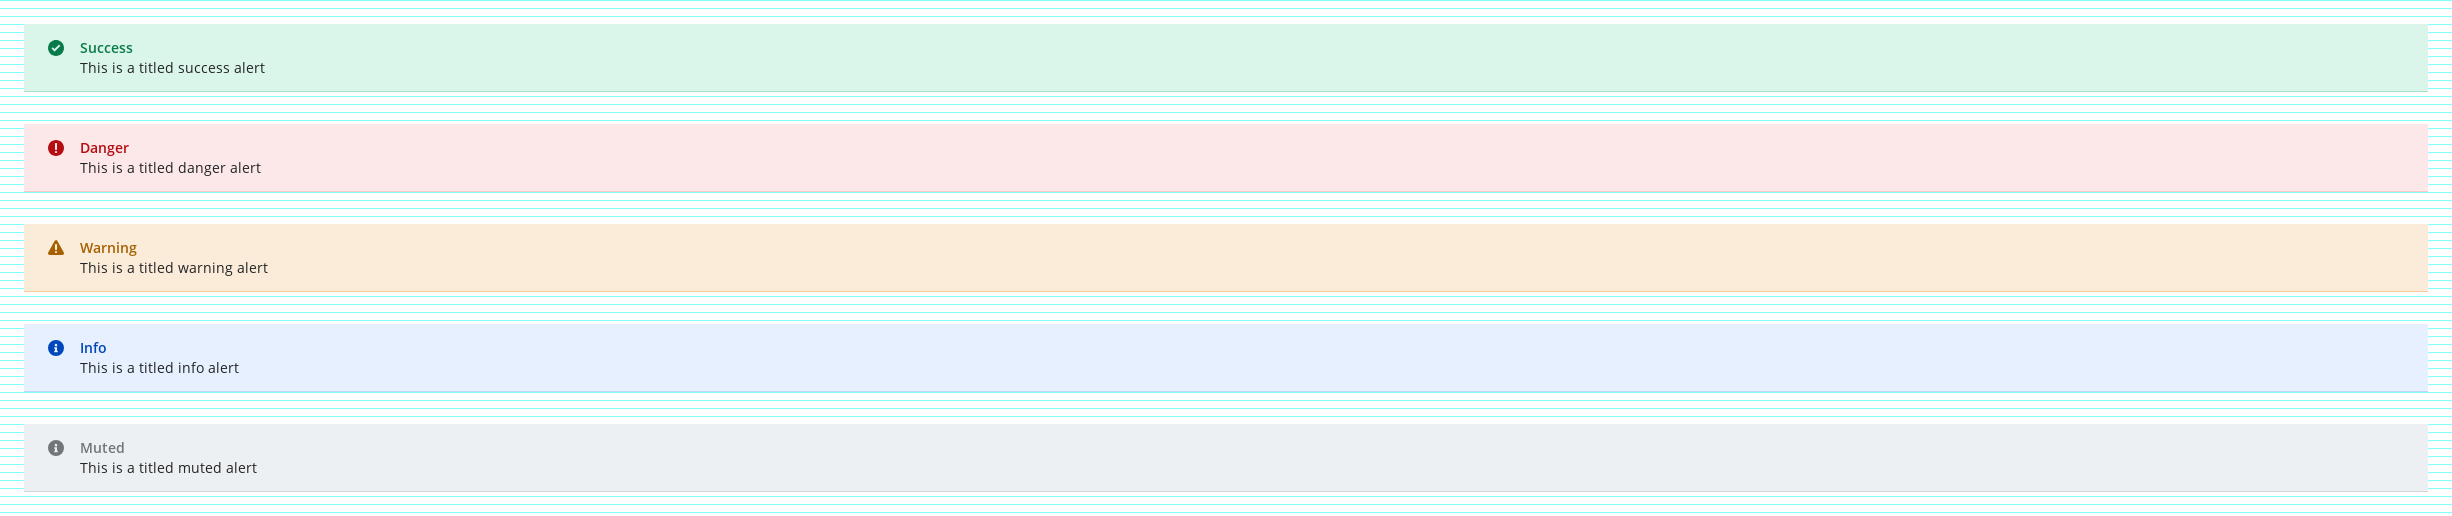 Success
This is a titled success alert
Danger
This is a titled danger alert
Warning
This is a titled warning alert
Info
This is a titled info alert
Muted
This is a titled muted alert